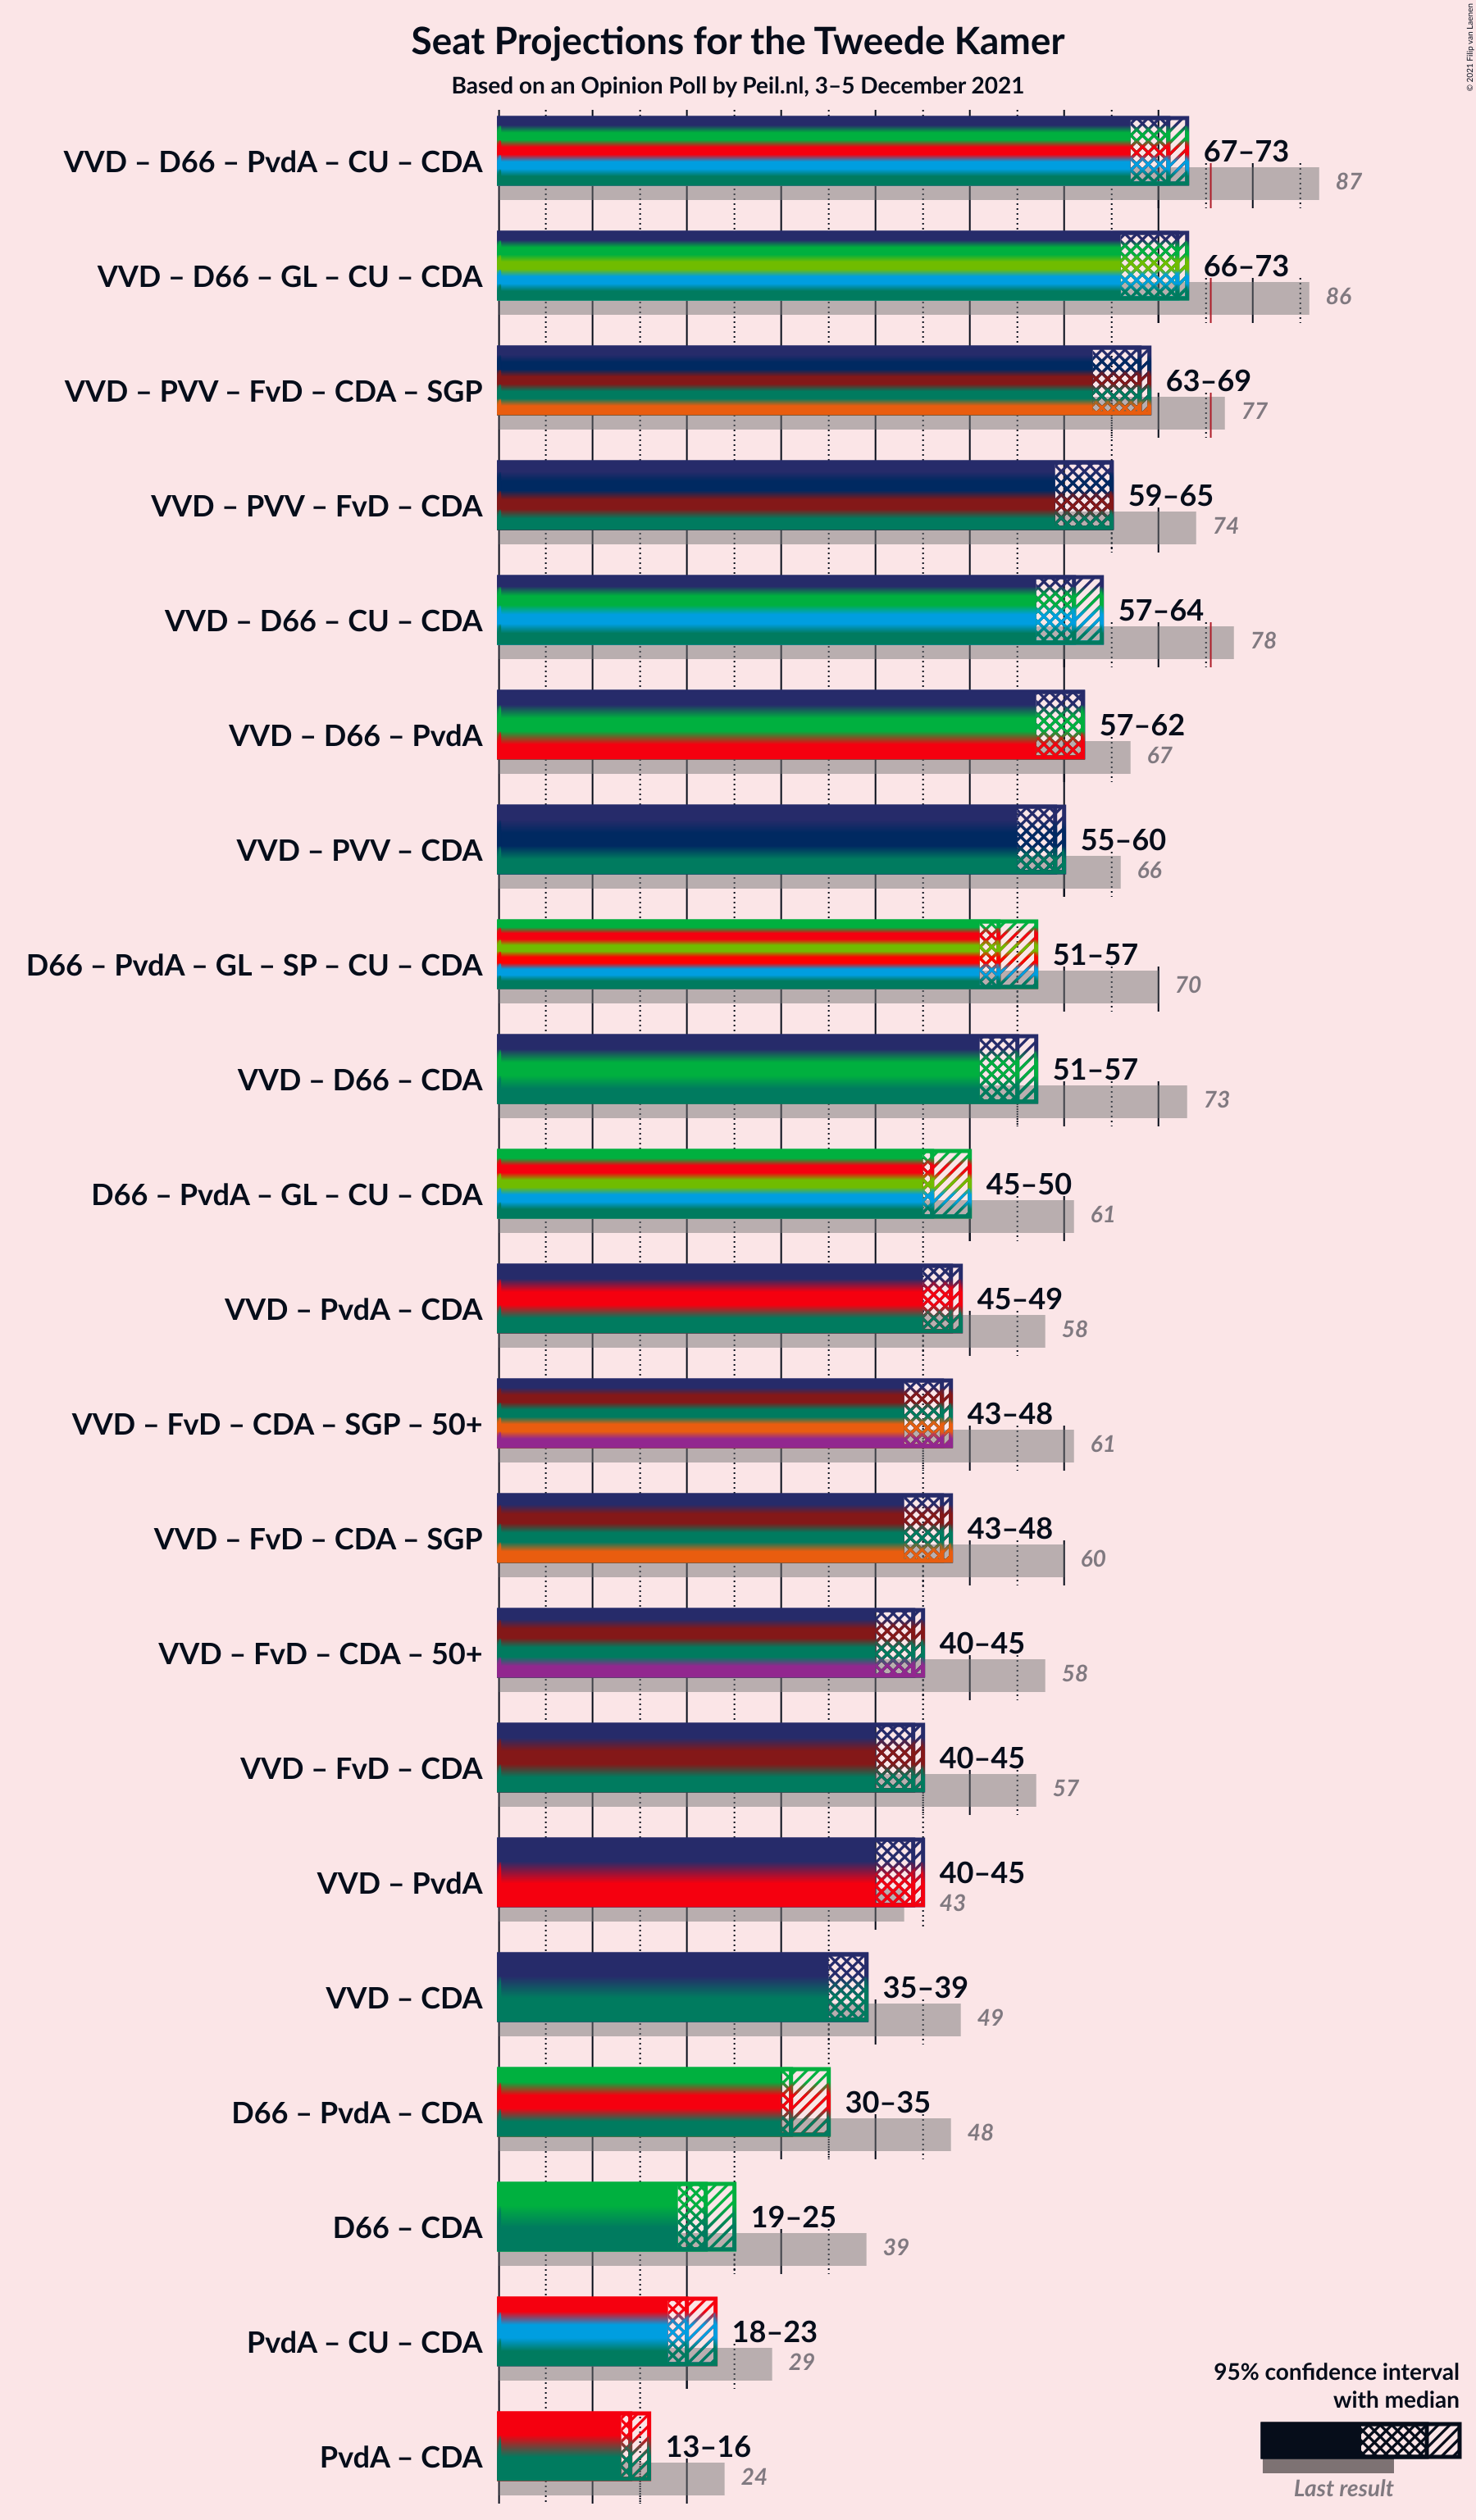 Seat Projections for the Tweede Kamer
Based on an Opinion Poll by Peil.nl, 3–5 December 2021
© 2021 Filip van Laenen
VVD – D66 – PvdA – CU – CDA
67–73
87
VVD – D66 – GL – CU – CDA
66–73
86
VVD – PVV – FvD – CDA – SGP
63–69
77
VVD – PVV – FvD – CDA
59–65
74
VVD – D66 – CU – CDA
57–64
78
VVD – D66 – PvdA
57–62
67
VVD – PVV – CDA
55–60
66
D66 – PvdA – GL – SP – CU – CDA
51–57
70
VVD – D66 – CDA
51–57
73
D66 – PvdA – GL – CU – CDA
45–50
61
VVD – PvdA – CDA
45–49
58
VVD – FvD – CDA – SGP – 50+
43–48
61
VVD – FvD – CDA – SGP
43–48
60
VVD – FvD – CDA – 50+
40–45
58
VVD – FvD – CDA
40–45
57
VVD – PvdA
40–45
43
VVD – CDA
35–39
49
D66 – PvdA – CDA
30–35
48
D66 – CDA
19–25
39
PvdA – CU – CDA
18–23
29
PvdA – CDA
13–16
24
95% confidence interval
with median
Last result